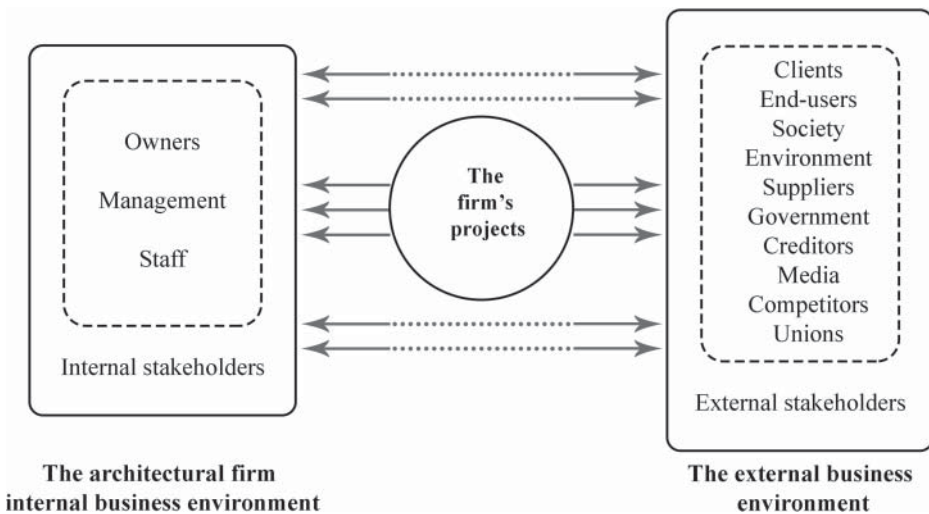 Owners
Management
Staff
Internal stakeholders
The architectural firm
internal business environment
The
firm's
projects
Clients
End-users
Society
Environment
Suppliers
Government
Creditors
Media
Competitors
Unions
External stakeholders
The external business
environment